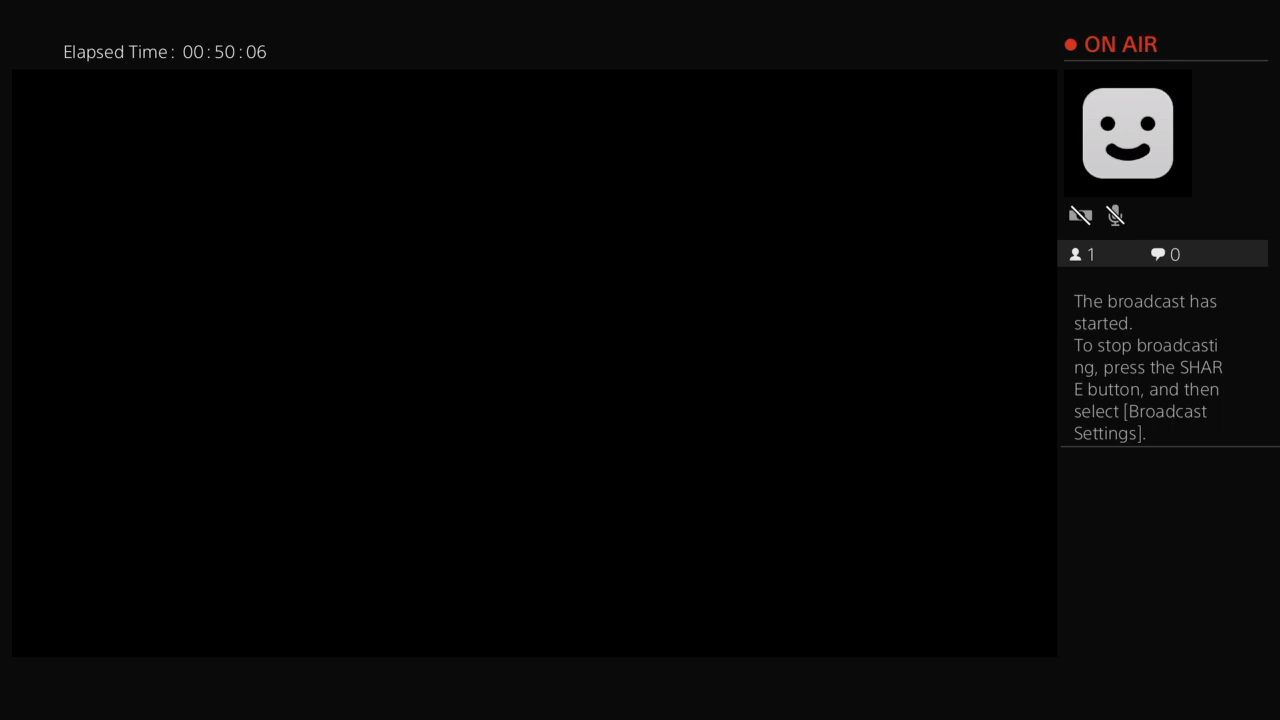 Elapsed Time: 00:50:06
ON AIR
1
0
The broadcast has
started.
To stop broadcasti
ng, press the SHAR
E button, and then
select [Broadcast
Settings].